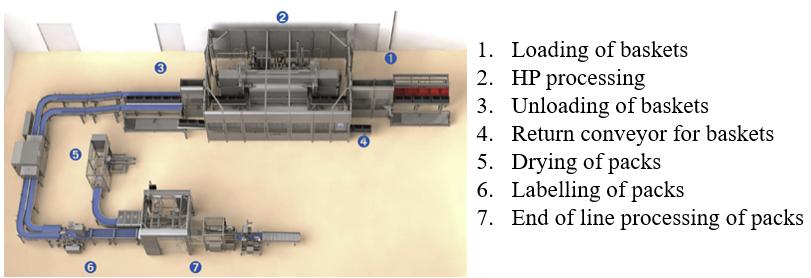 2
1
3
4
5
6
7
1. Loading of baskets
2. HP processing
3. Unloading of baskets
4. Return conveyor for baskets
5. Drying of packs
6. Labelling of packs
7. End of line processing of packs